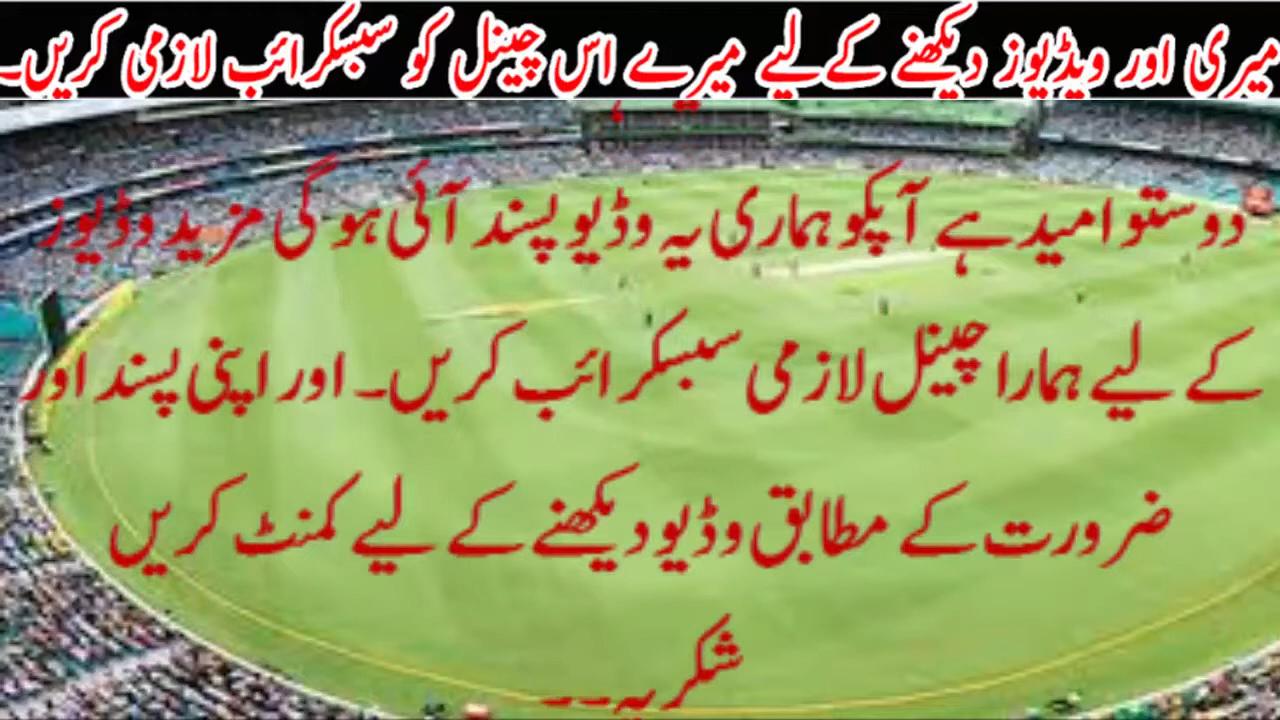 میری اور ویڈیوز دیکھنے کےلیے میرے اس چینل کو سبسکرائب لازمی کریں۔
دوستو امید ہے آپکو ہماری یہ وڈیو پسند آئی ہو گی مزید وڈیوز
کے لیے ہمارا چینل لازمی سبسکرائب کریں۔ اور اپنی پسند اور
ضرورت کے مطابق وڈیو دیکھنے کے لیے کمنٹ کریں
شکریہ۔۔۔